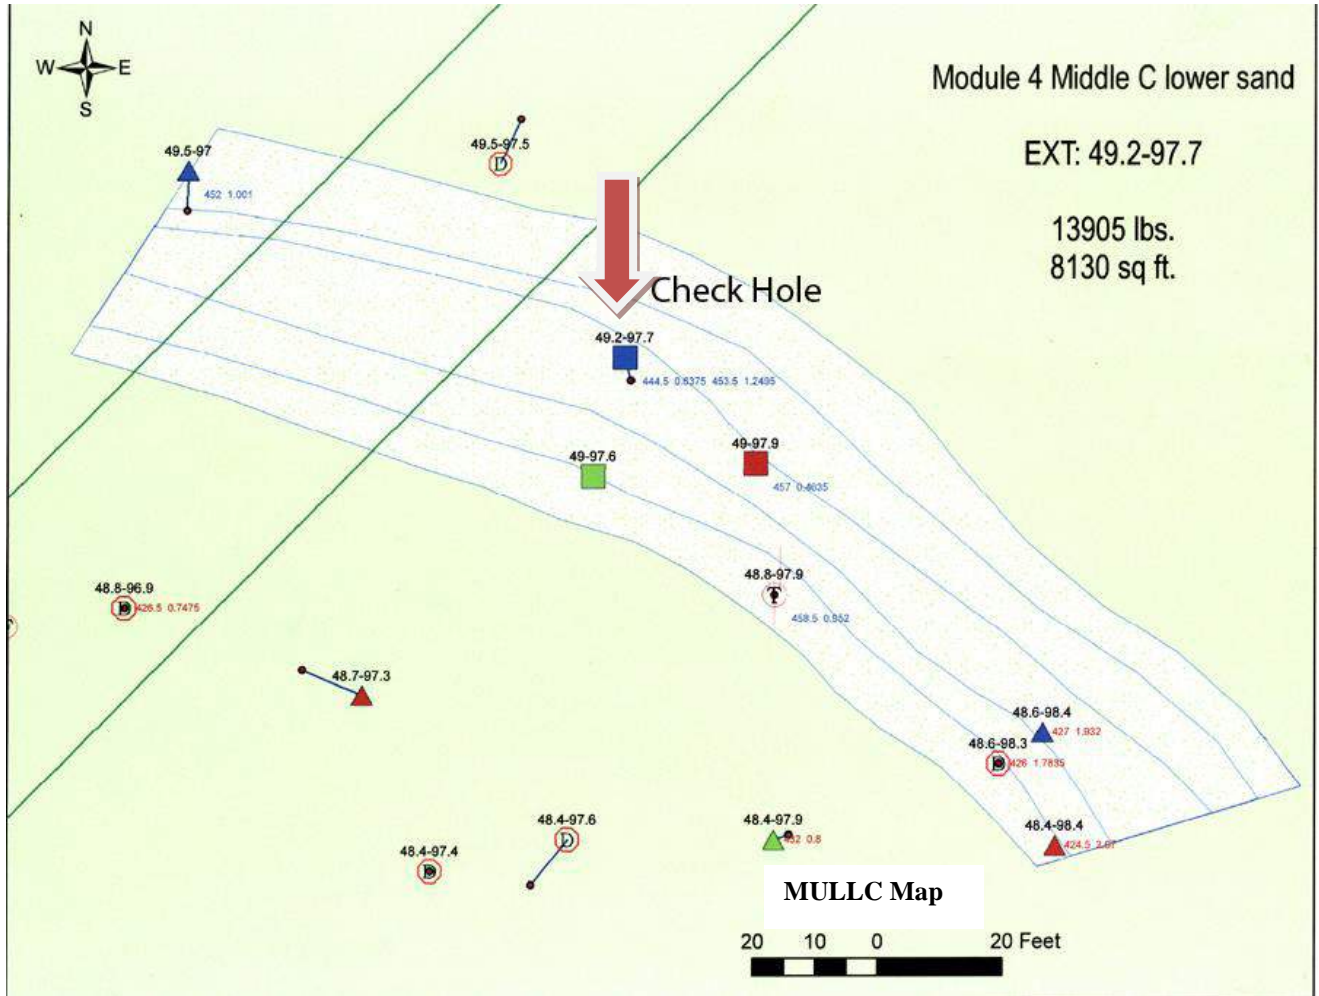 N
W E
S
Module 4 Middle C lower sand
EXT: 49.2-97.7
13905 lbs.
8130 sq ft.
49.5-97.5
D
49.5-97
452 1.001
Check Hole
49.2-97.7
444.5 0.6375 453.5 1.2495
49-97.9
457 0.4635
49-97.6
48.8-97.9
T
458.5 0.552
48.8-96.9
426.5 0.7475
48.7-97.3
48.6-98.4
427 1.932
48.6-98.3
426 1.7835
48.4-97.6
D
48.4-97.9
0.8
48.4-98.4
424.5
48.4-97.4
D
MULLC Map
20 10 0 20 Feet